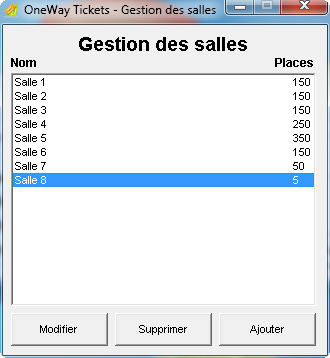 OneWay Tickets - Gestion des salles
Gestion des salles
Nom Places
Salle 1 150
Salle 2 150
Salle 3 150
Salle 4 250
Salle 5 350
Salle 6 150
Salle 7 50
Salle 8 5
Modifier Supprimer Ajouter